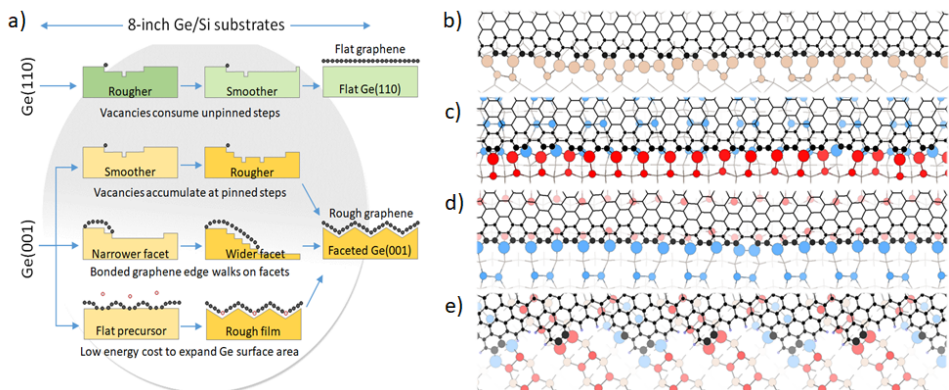 a)
8-inch Ge/Si substrates
Ge(110)
Rougher
Smoother
Flat graphene
Flat Ge(110)
Vacancies consume unpinned steps
Ge(001)
Smoother
Rougher
Vacancies accumulate at pinned steps
Narrower facet
Wider facet
Rough graphene
Faceted Ge(001)
Bonded graphene edge walks on facets
Flat precursor
Rough film
Low energy cost to expand Ge surface area
b)
c)
d)
e)